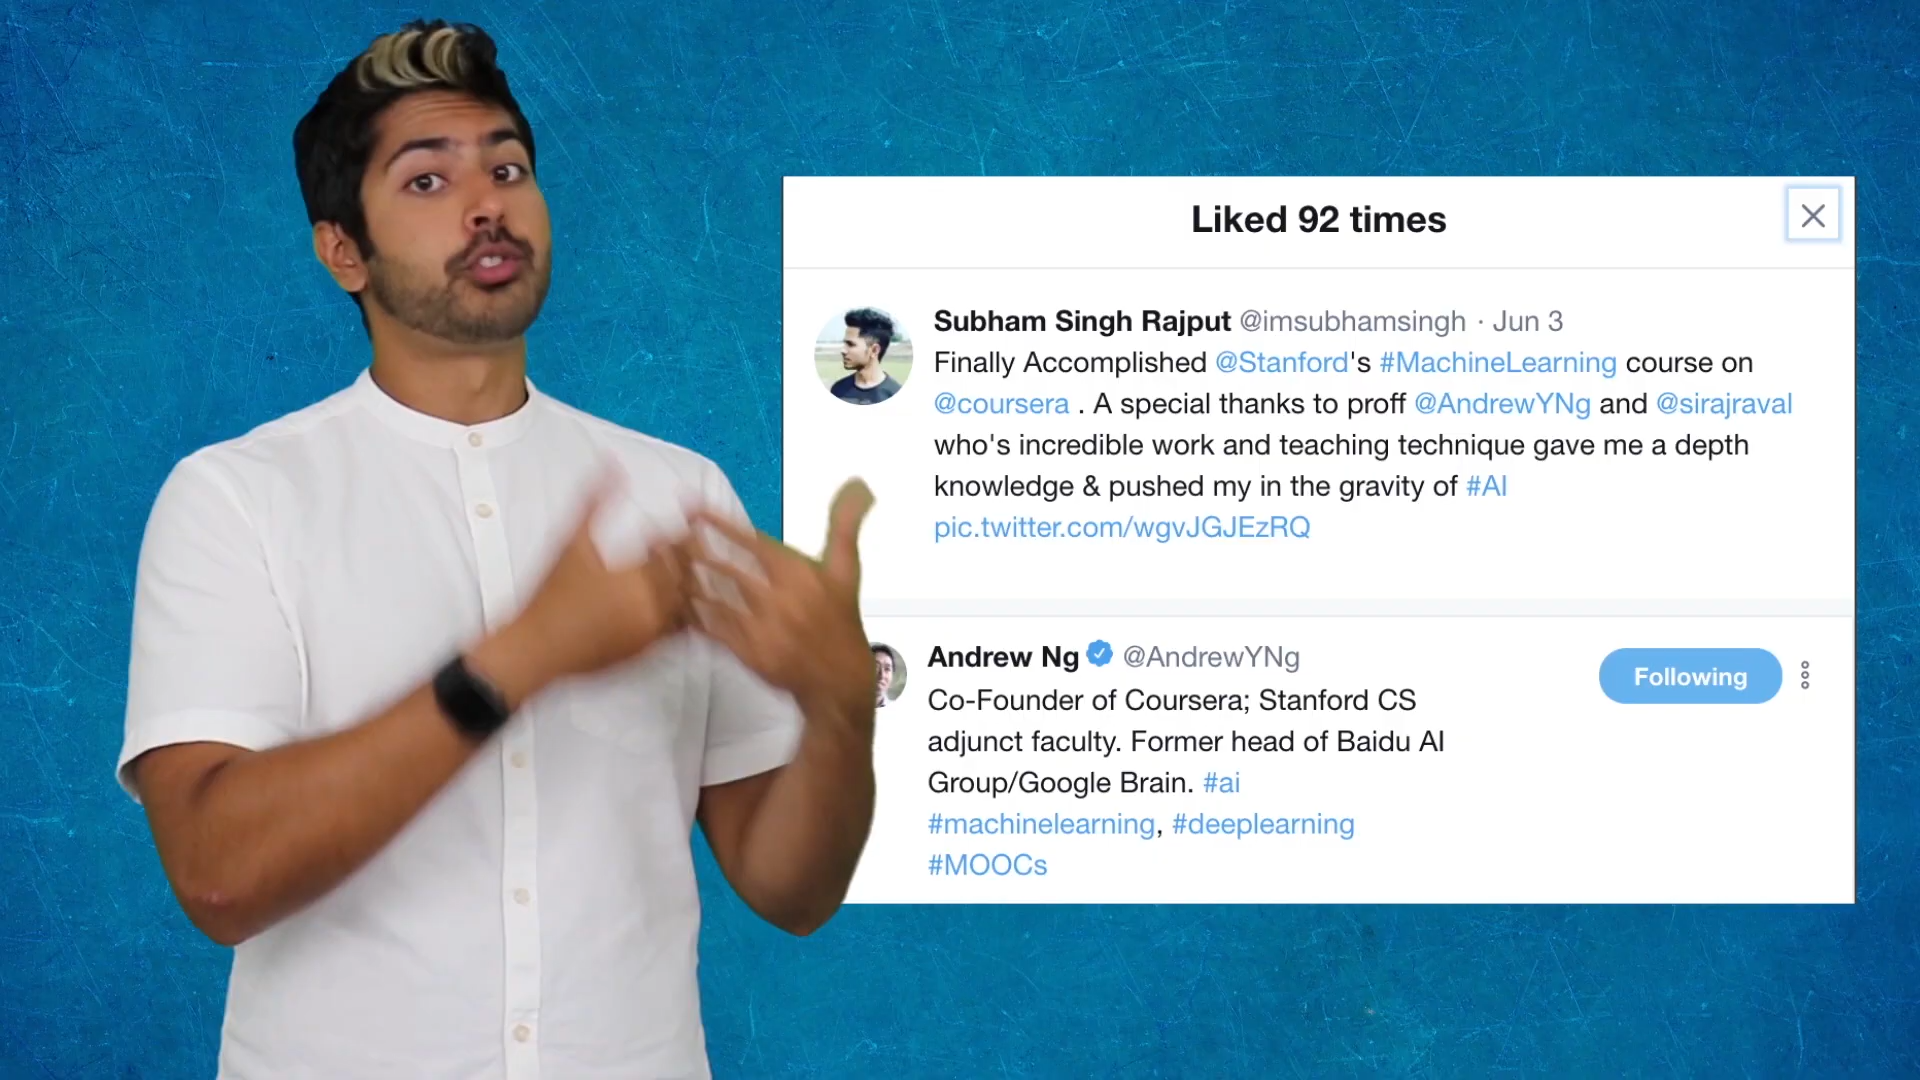 Liked 92 times
Subham Singh Rajput @imsubhamsingh · Jun 3
Finally Accomplished @Stanford's #MachineLearning course on
@coursera . A special thanks to proff @AndrewYNg and @sirajraval
who's incredible work and teaching technique gave me a depth
knowledge & pushed my in the gravity of #AI
pic.twitter.com/wgvJGJEzRQ
Andrew Ng @AndrewYNg
Following
Co-Founder of Coursera; Stanford CS
adjunct faculty. Former head of Baidu AI
Group/Google Brain. #ai
#machinelearning, #deeplearning
#MOOCs